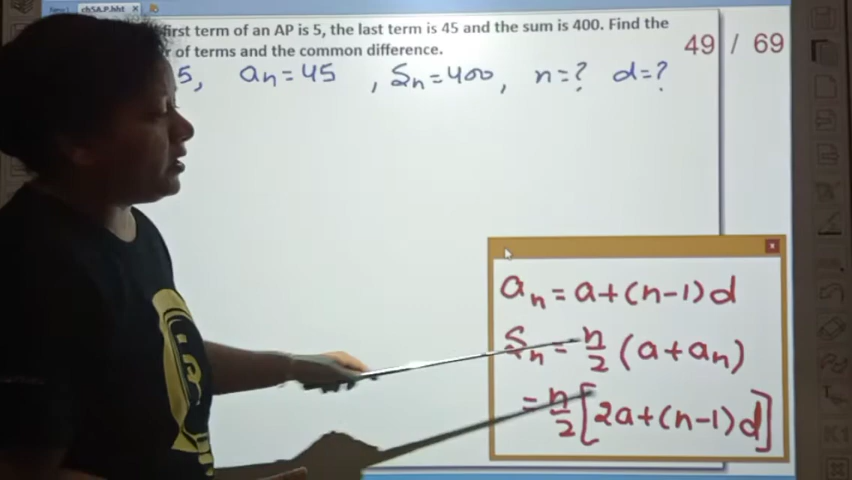 ch5A.P.hht
first term of an AP is 5, the last term is 45 and the sum is 400. Find the
of terms and the common difference.
49 / 69
5, an=45, Sn=400, n=? d=?
an=a+(n-1)d
Sn=n/2(a+an)
=n/2[2a+(n-1)d]